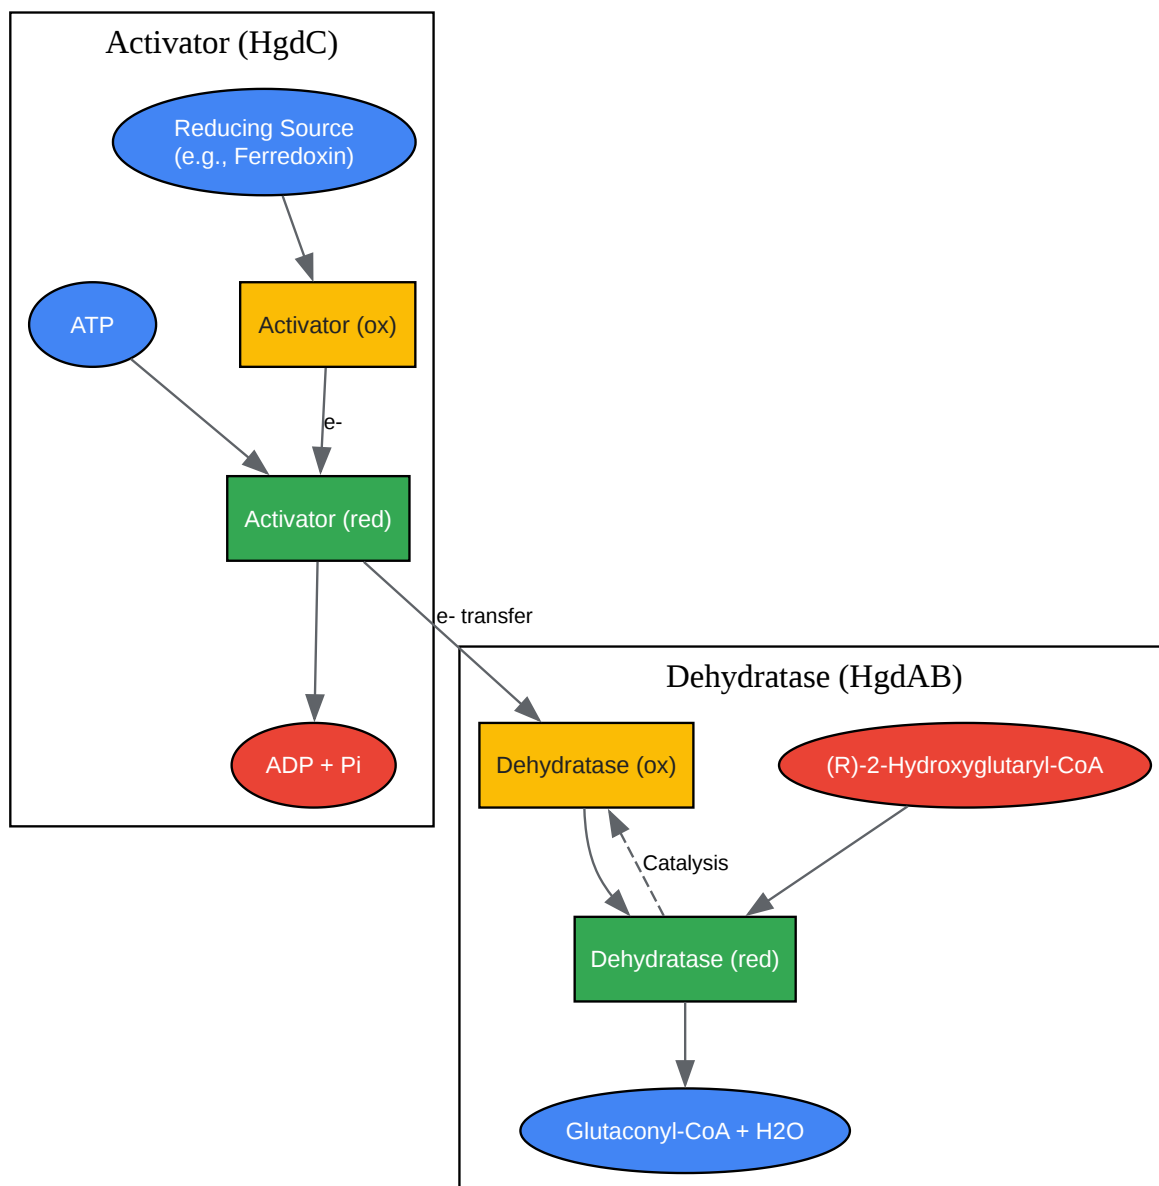 Activator (HgdC)
Reducing Source
(e.g., Ferredoxin)
ATP
Activator (ox)
e-
Activator (red)
e- transfer
ADP + Pi
Dehydratase (HgdAB)
Dehydratase (ox)
(R)-2-Hydroxyglutaryl-CoA
Catalysis
Dehydratase (red)
Glutaconyl-CoA + H2O